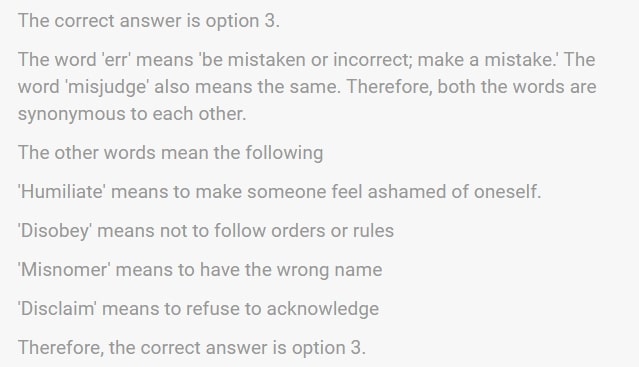 The correct answer is option 3.
The word 'err' means 'be mistaken or incorrect; make a mistake.' The
word 'misjudge' also means the same. Therefore, both the words are
synonymous to each other.
The other words mean the following
'Humiliate' means to make someone feel ashamed of oneself.
'Disobey' means not to follow orders or rules
'Misnomer' means to have the wrong name
'Disclaim' means to refuse to acknowledge
Therefore, the correct answer is option 3.